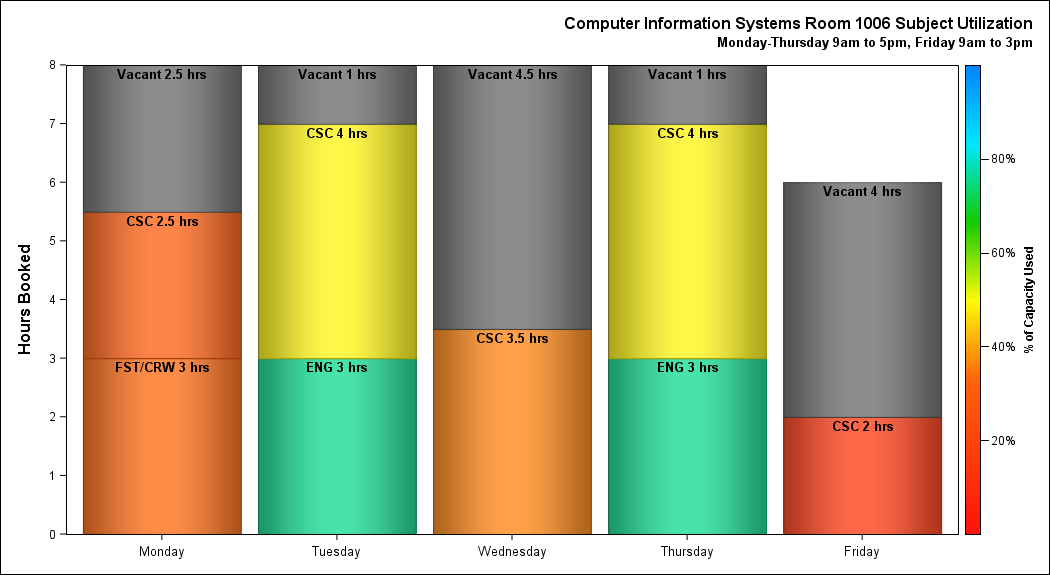 Computer Information Systems Room 1006 Subject Utilization
Monday-Thursday 9am to 5pm, Friday 9am to 3pm
Hours Booked
8
7
6
5
4
3
2
1
0
Vacant 2.5 hrs
CSC 2.5 hrs
FST/CRW 3 hrs
Vacant 1 hrs
CSC 4 hrs
ENG 3 hrs
Vacant 4.5 hrs
CSC 3.5 hrs
Vacant 1 hrs
CSC 4 hrs
ENG 3 hrs
Vacant 4 hrs
CSC 2 hrs
Monday Tuesday Wednesday Thursday Friday
80%
60%
40%
20%
% of Capacity Used